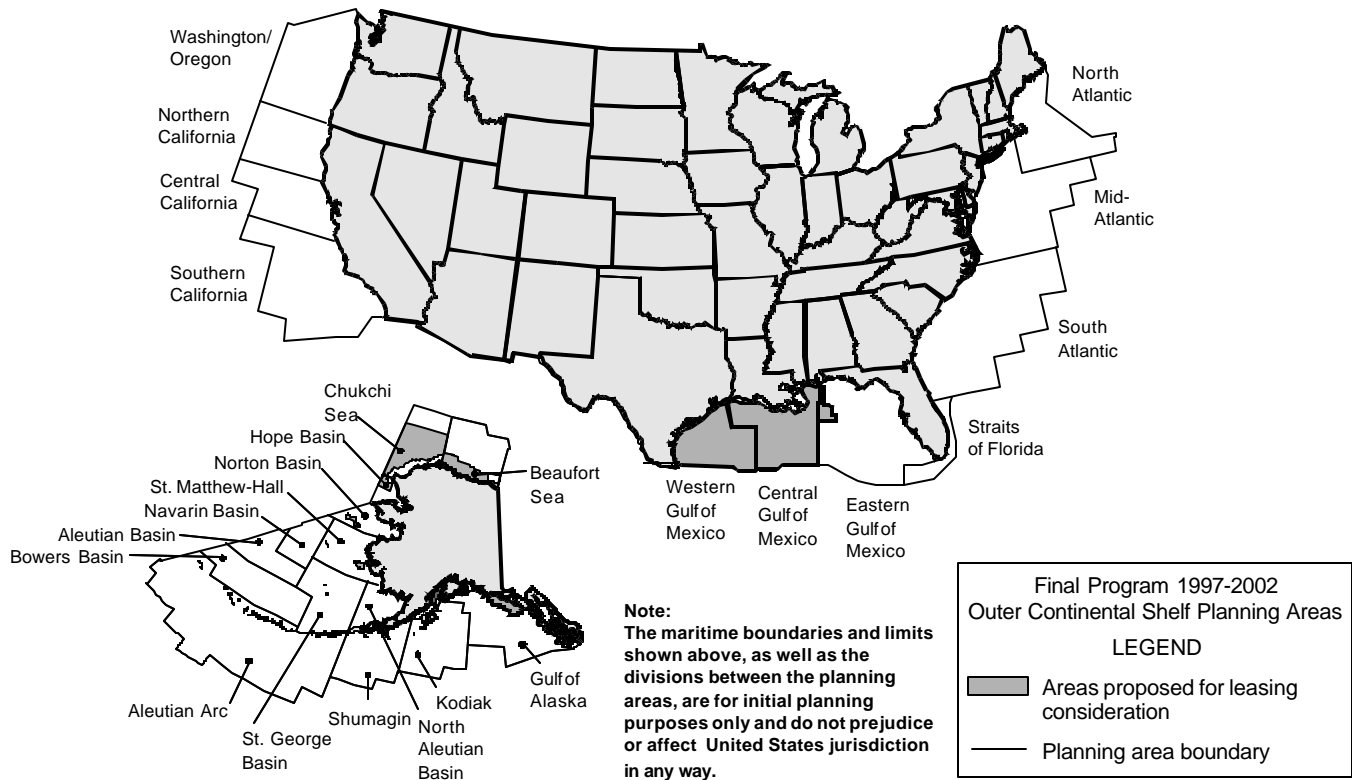 Washington/
Oregon
Northern
California
Central
California
Southern
California
North
Atlantic
Mid-
Atlantic
South
Atlantic
Straits
of Florida
Western
Gulf of
Mexico
Central
Gulf of
Mexico
Eastern
Gulf of
Mexico
Chukchi
Sea
Hope Basin
Norton Basin
St. Matthew-Hall
Navarin Basin
Aleutian Basin
Bowers Basin
Beaufort
Sea
Aleutian Arc
St. George
Basin
Shumagin
Kodiak
North
Aleutian
Basin
Gulf of
Alaska
Note:
The maritime boundaries and limits
shown above, as well as the
divisions between the planning
areas, are for initial planning
purposes only and do not prejudice
or affect United States jurisdiction
in any way.
Final Program 1997-2002
Outer Continental Shelf Planning Areas
LEGEND
Areas proposed for leasing
consideration
Planning area boundary